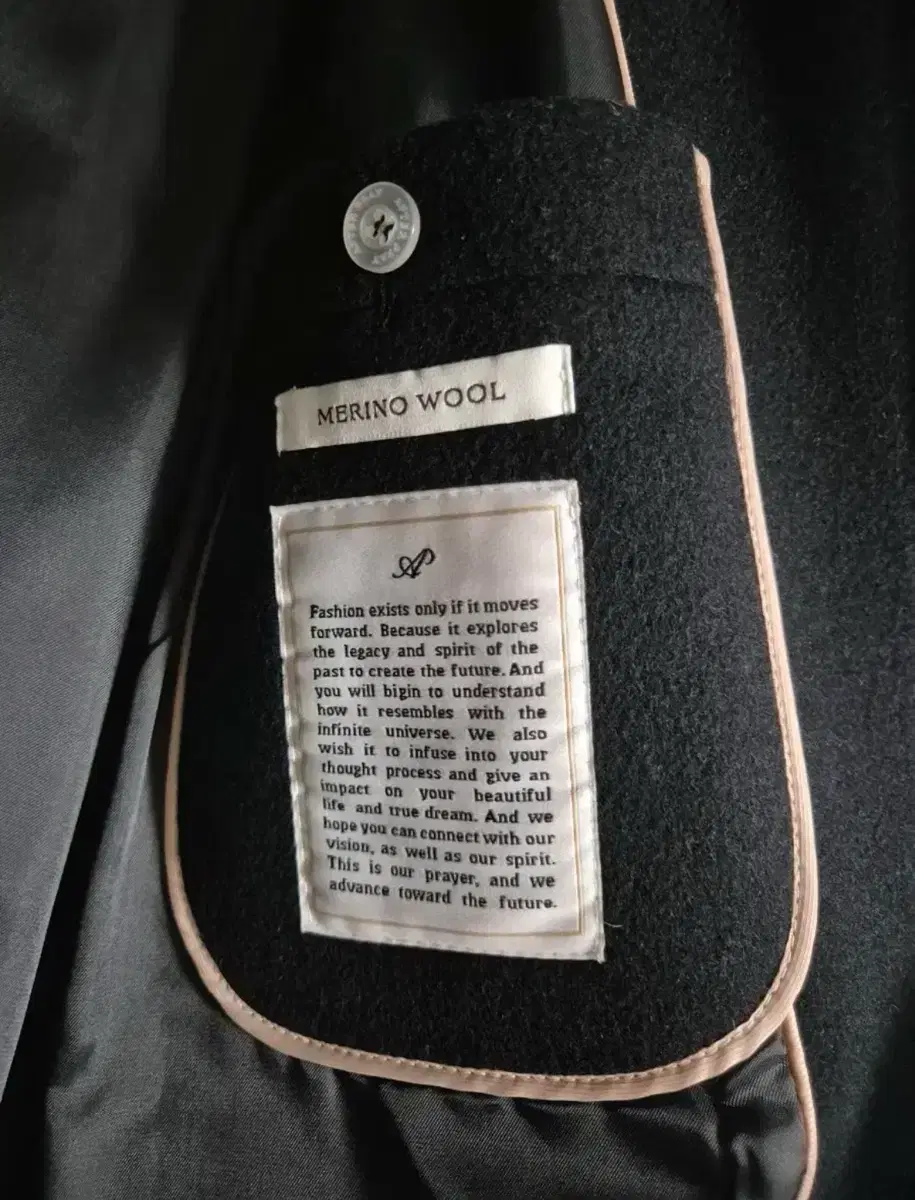 MERINO WOOL
AP
Fashion exists only if it moves
forward. Because it explores
the legacy and spirit of the
past to create the future. And
you will bigin to understand
how it resembles with the
infinite universe. We also
wish it to infuse into your
thought process and give an
impact on your beautiful
life and true dream. And we
hope you can connect with our
vision, as well as our spirit.
This is our prayer, and we
advance toward the future.